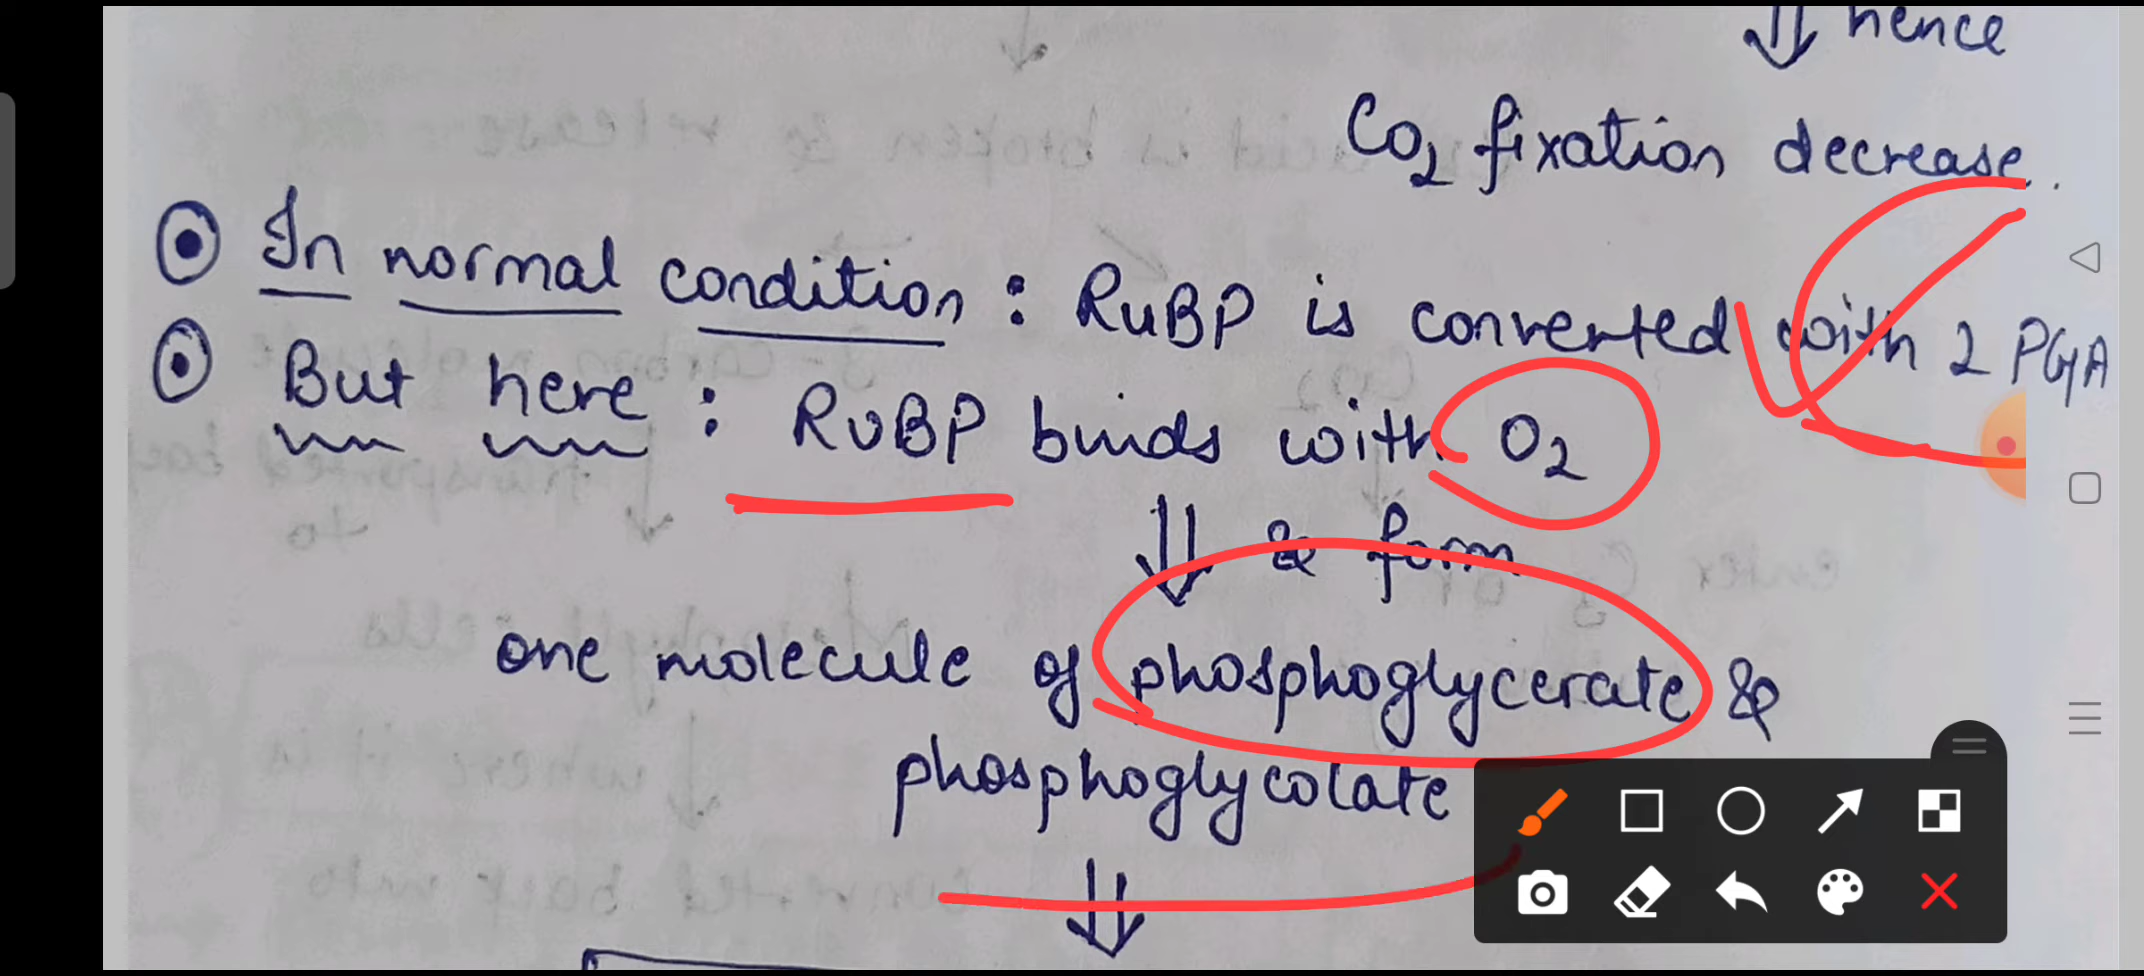 ⇓ hence
CO2 fixation decrease.
In normal condition : RuBP is converted with 2 PGA
But here : RuBP binds with O2
⇓ & form
one molecule of phosphoglycerate &
phosphoglycolate
⇓